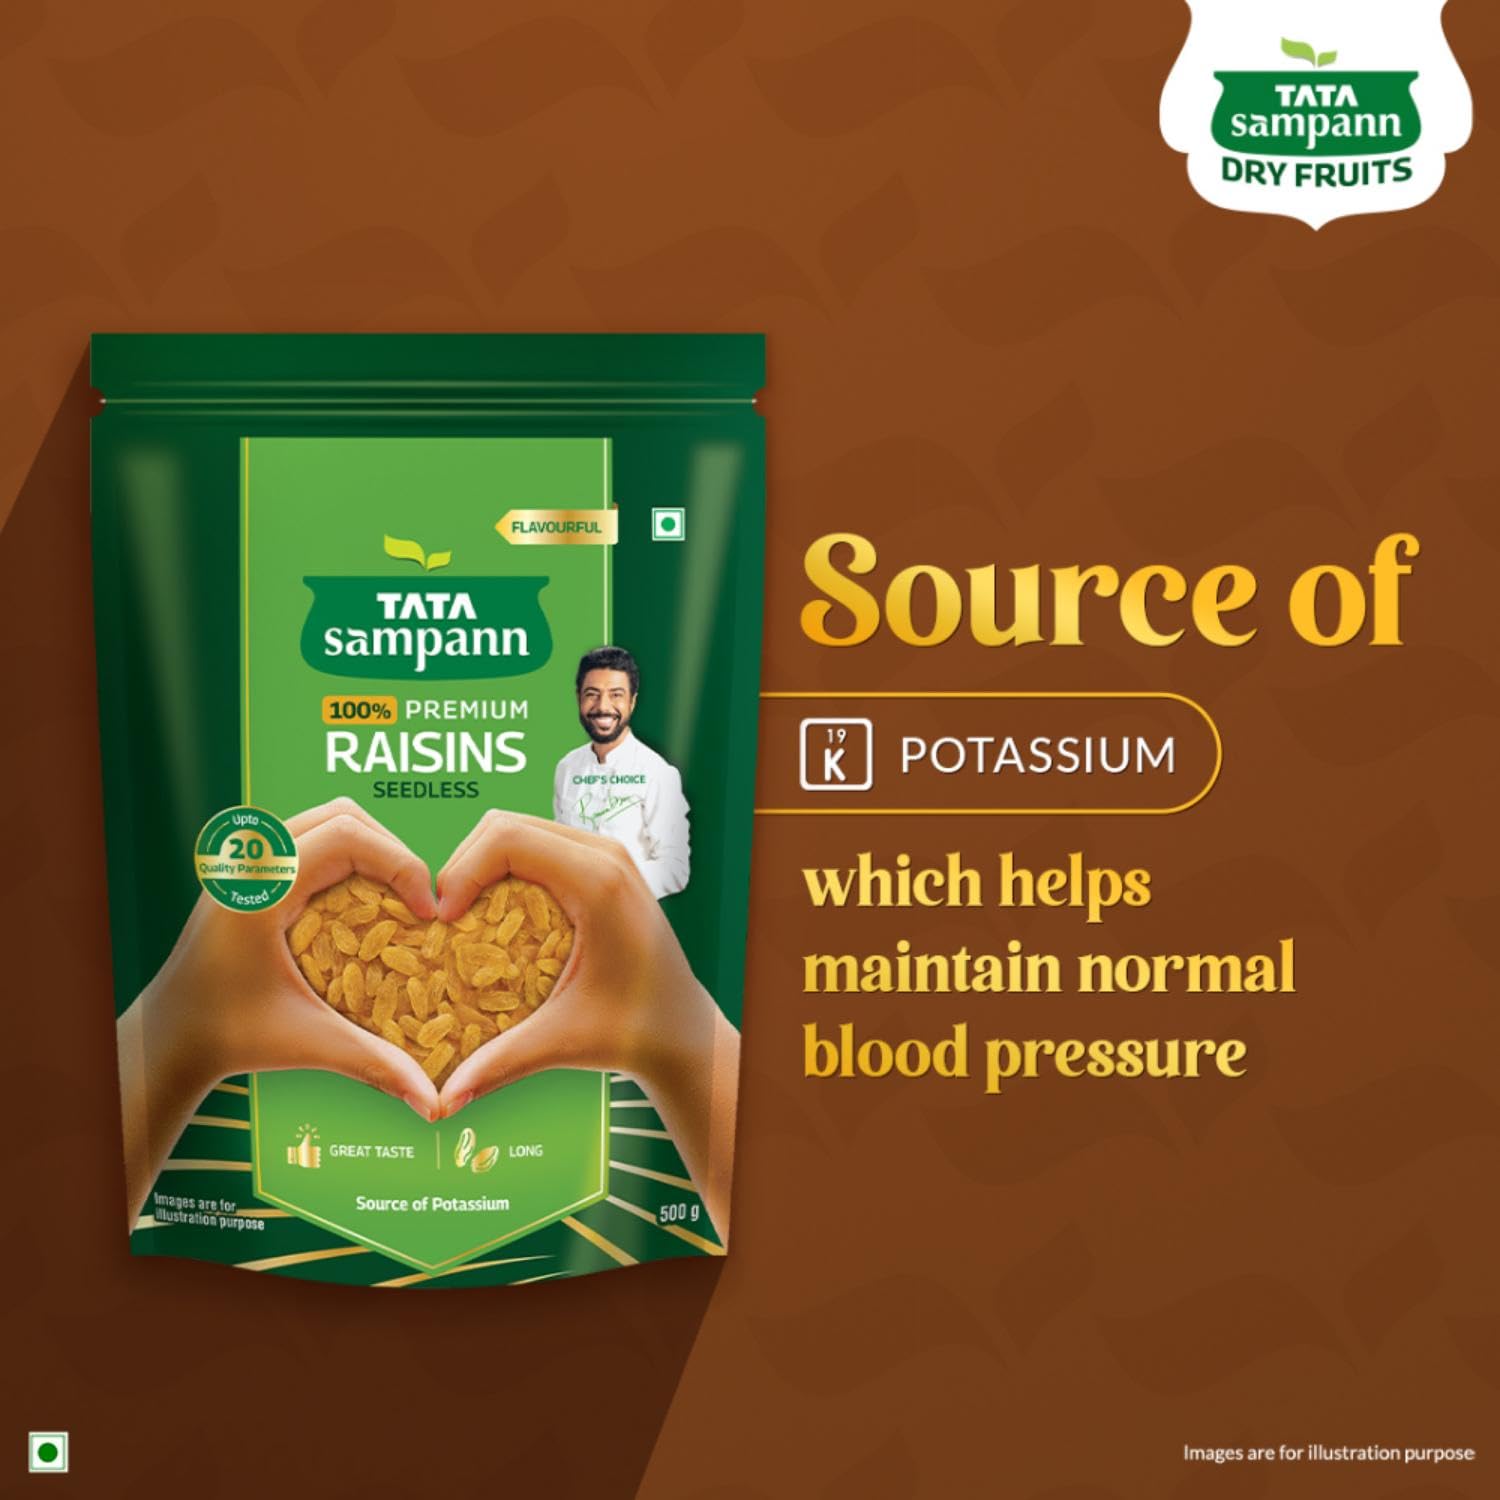 TATA
sampann
DRY FRUITS
FLAVOURFUL
TATA
sampann
100% PREMIUM
RAISINS
SEEDLESS
CHEF'S CHOICE
Upto
20
Quality Parameters
Tested
GREAT TASTE
LONG
Source of Potassium
Images are for
illustration purpose
500 g
Source of
19
K
POTASSIUM
which helps
maintain normal
blood pressure
Images are for illustration purpose